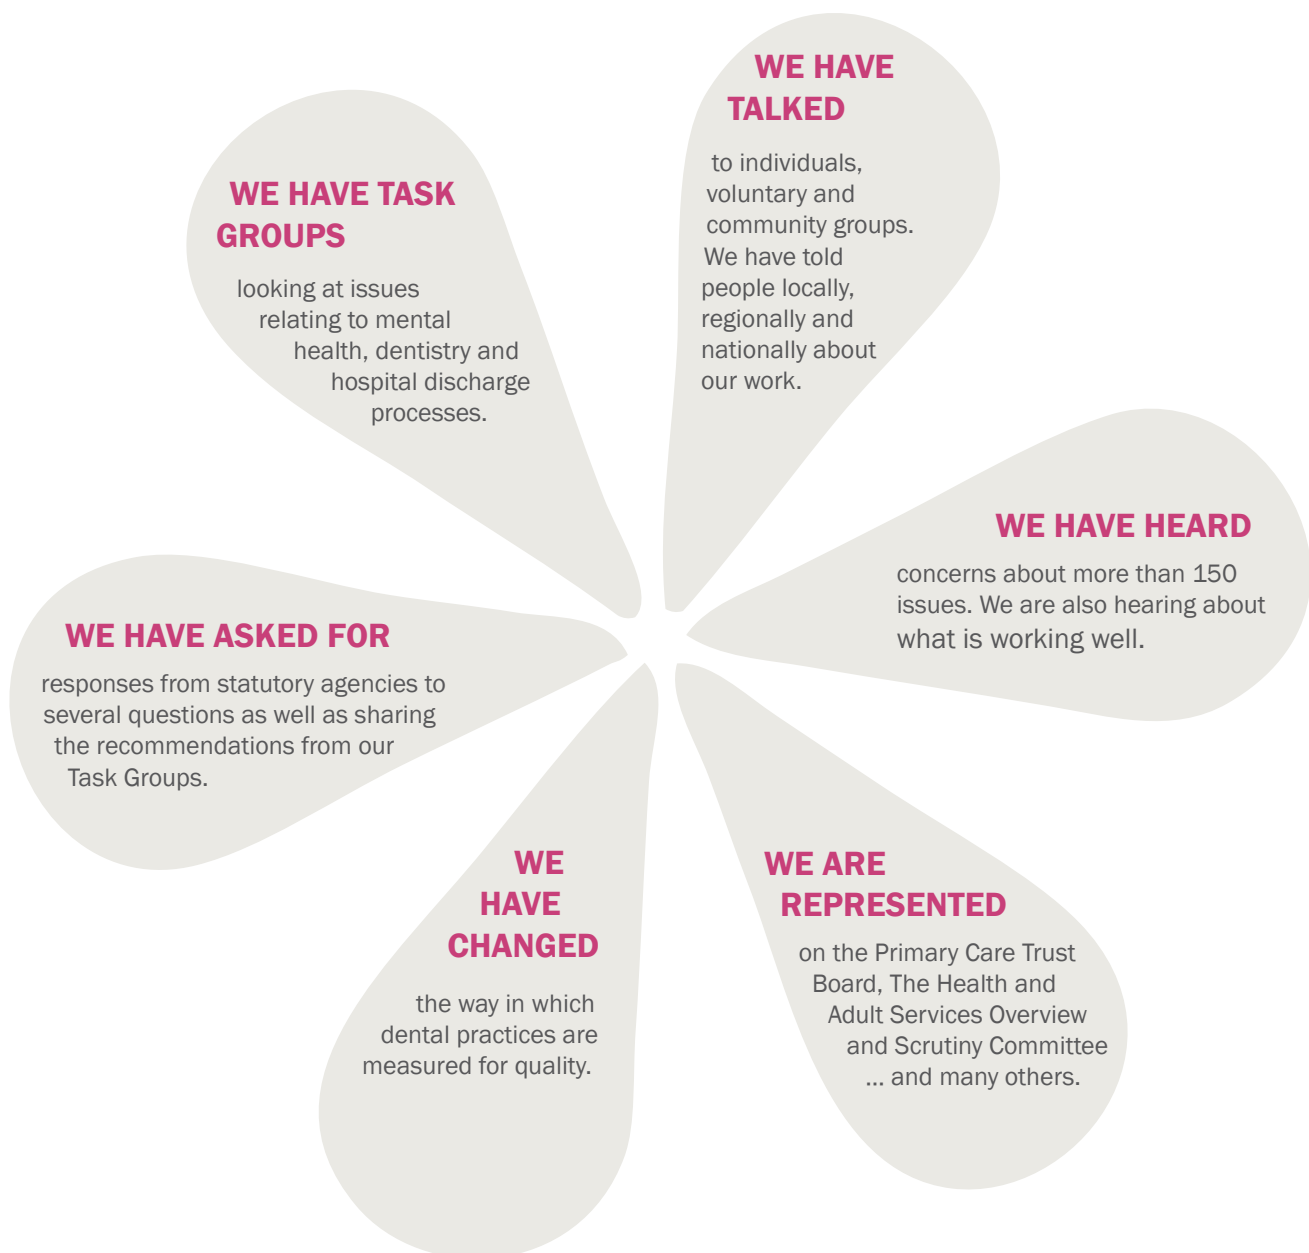 WE HAVE
TALKED
to individuals,
voluntary and
community groups.
We have told
people locally,
regionally and
nationally about
our work.
WE HAVE HEARD
concerns about more than 150
issues. We are also hearing about
what is working well.
WE ARE
REPRESENTED
on the Primary Care Trust
Board, The Health and
Adult Services Overview
and Scrutiny Committee
... and many others.
WE
HAVE
CHANGED
the way in which
dental practices are
measured for quality.
WE HAVE ASKED FOR
responses from statutory agencies to
several questions as well as sharing
the recommendations from our
Task Groups.
WE HAVE TASK
GROUPS
looking at issues
relating to mental
health, dentistry and
hospital discharge
processes.